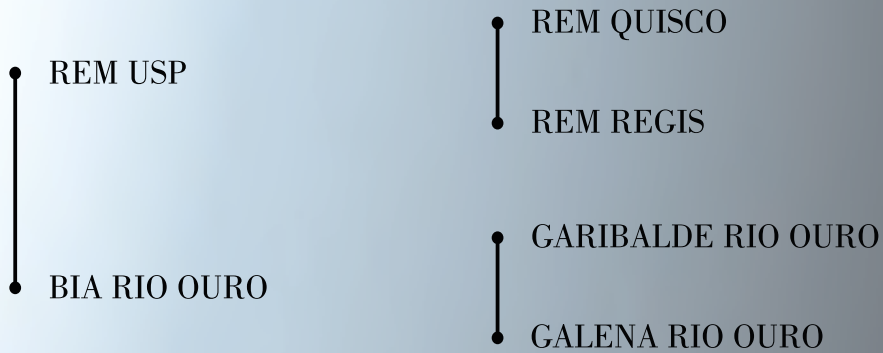 REM USP
BIA RIO OURO
REM QUISCO
REM REGIS
GARIBALDE RIO OURO
GALENA RIO OURO